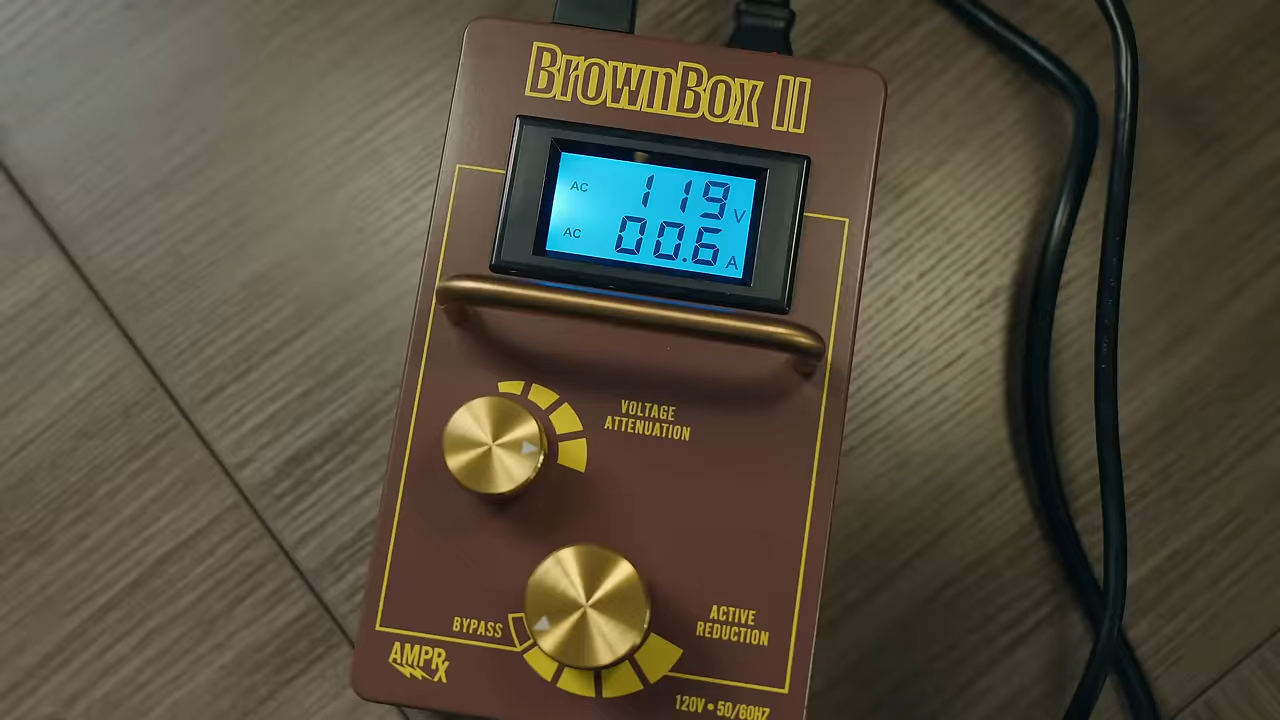 BROWNBOX II
AC 119 V
AC 00.6 A
VOLTAGE
ATTENUATION
BYPASS
ACTIVE
REDUCTION
AMPRX
120V • 50/60HZ